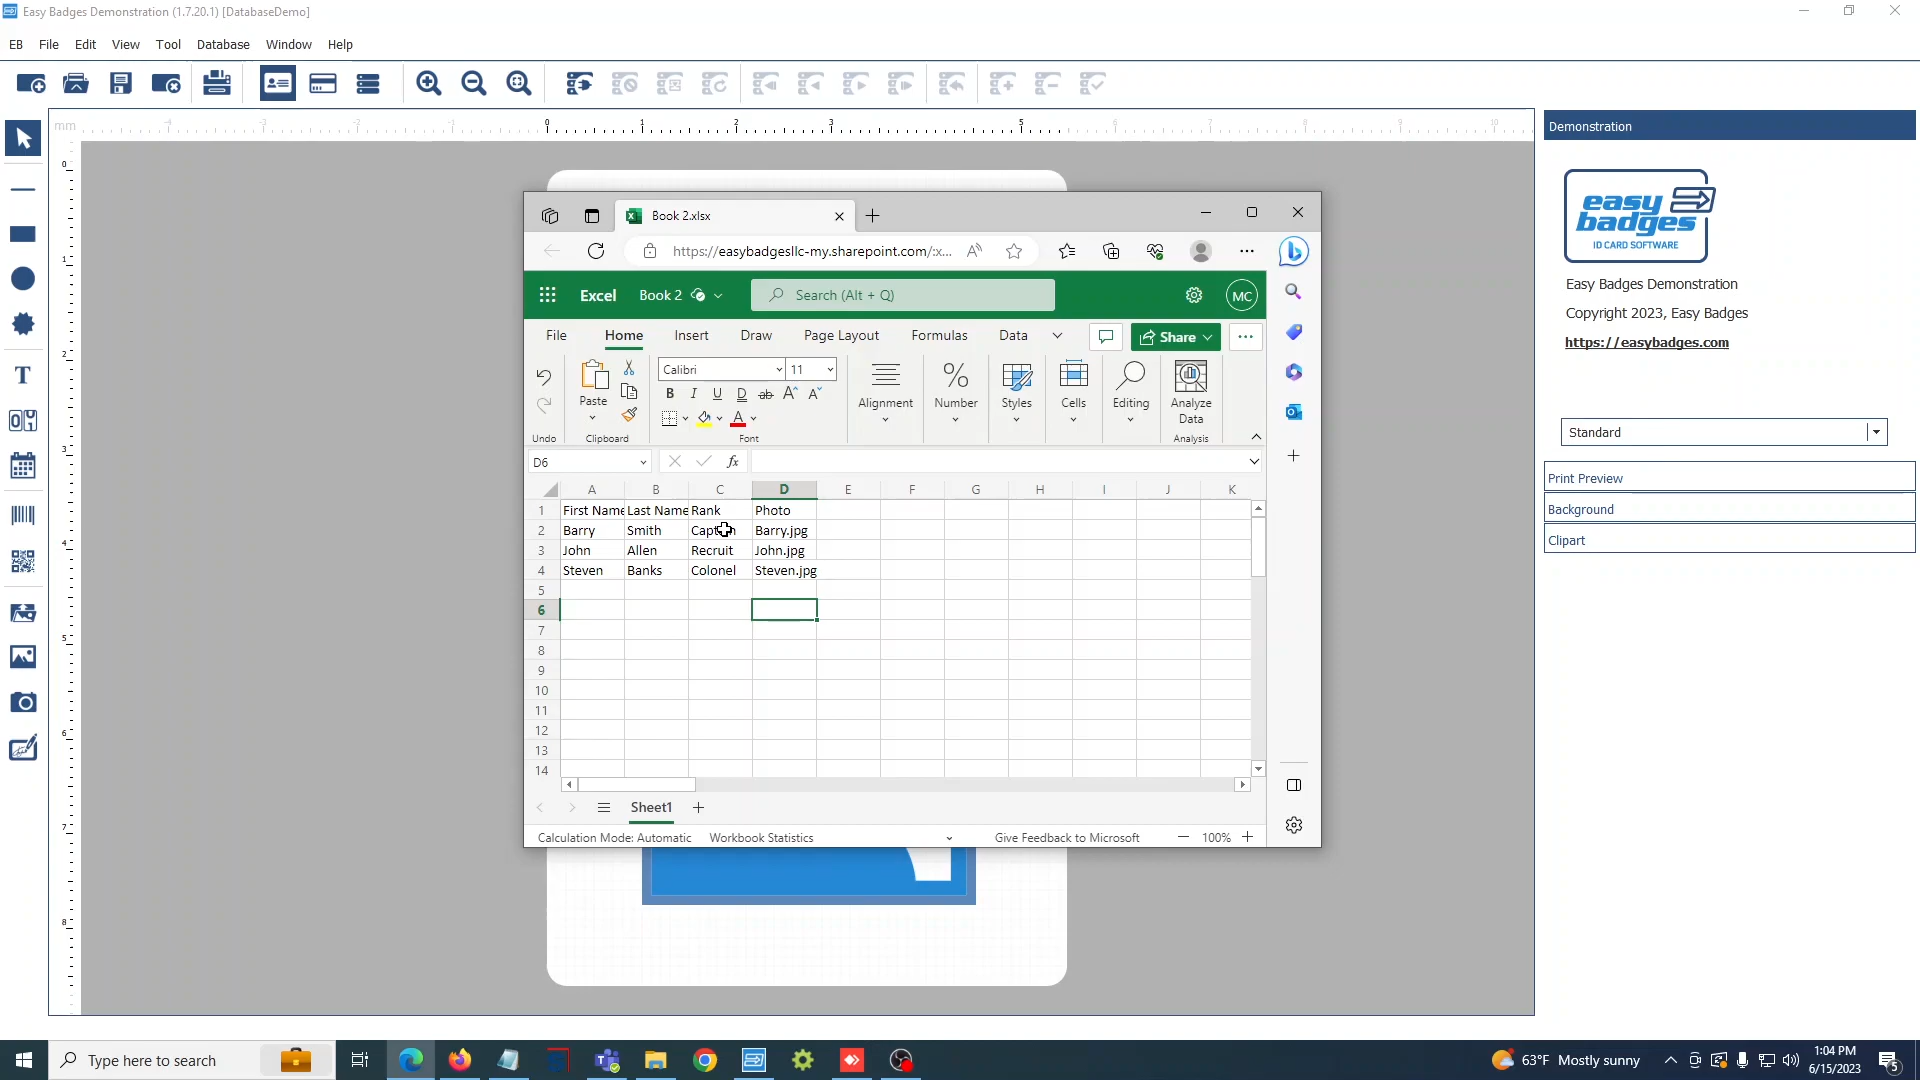 Easy Badges Demonstration (1.7.20.1) [DatabaseDemo]
EB File Edit View Tool Database Window Help
mm
Demonstration
easy
badges
ID CARD SOFTWARE
Easy Badges Demonstration
Copyright 2023, Easy Badges
https://easybadges.com
Standard
Print Preview
Background
Clipart
Book 2.xlsx
https://easybadgesllc-my.sharepoint.com/:x...
Excel Book 2 Search (Alt + Q) MC
File Home Insert Draw Page Layout Formulas Data Share
Calibri 11
Paste Alignment Number Styles Cells Editing Analyze Data
Undo Clipboard Font Analysis
D6 fx
A B C D E F G H I J K
1 First Name Last Name Rank Photo
2 Barry Smith Barry.jpg
3 John Allen Recruit John.jpg
4 Steven Banks Colonel Steven.jpg
5
6
7
8
9
10
11
12
13
14
Sheet1
Calculation Mode: Automatic Workbook Statistics Give Feedback to Microsoft 100%
Type here to search
63°F Mostly sunny
1:04 PM
6/15/2023
5